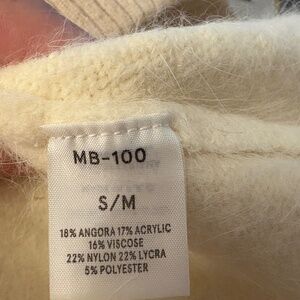 MB-100
S/M
18% ANGORA 17% ACRYLIC
16% VISCOSE
22% NYLON 22% LYCRA
5% POLYESTER